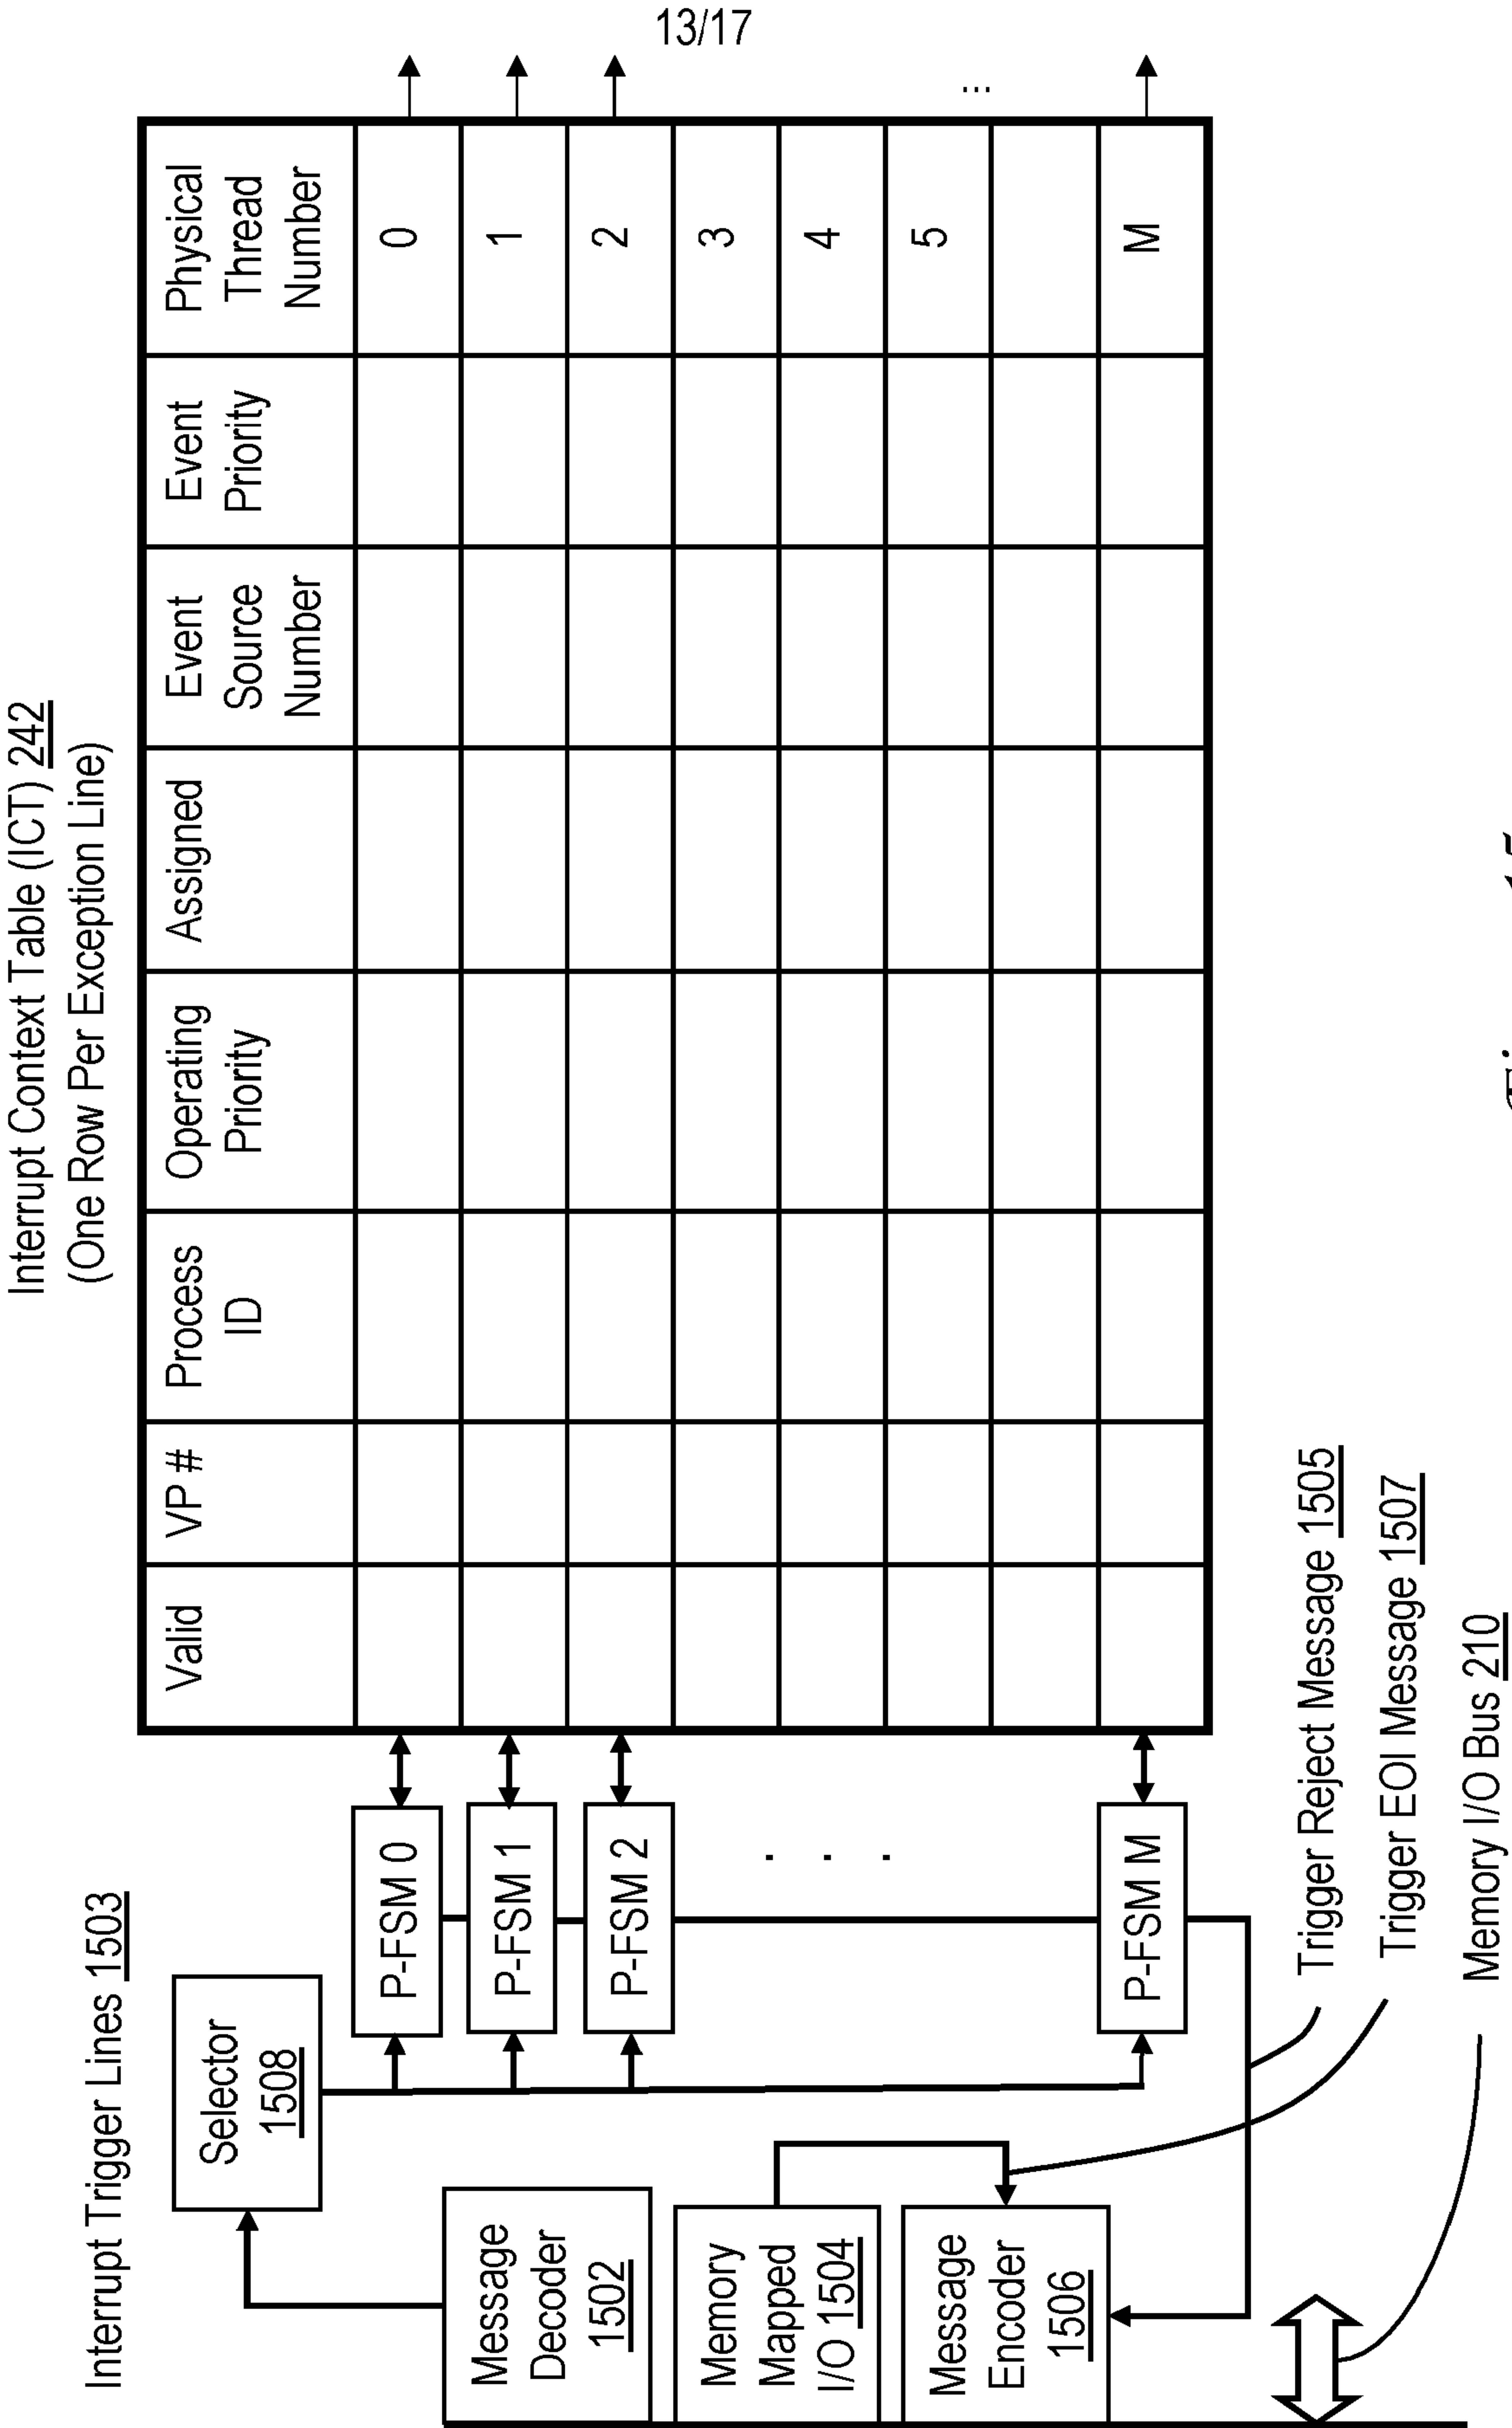 13/17
Interrupt Context Table (ICT) 242
(One Row Per Exception Line)
Interrupt Trigger Lines 1503
Valid
VP #
Process
ID
Operating
Priority
Assigned
Event
Source
Number
Event
Priority
Physical
Thread
Number
0
1
2
3
4
5
M
...
Selector
1508
P-FSM 0
P-FSM 1
P-FSM 2
. . .
P-FSM M
Message
Decoder
1502
Memory
Mapped
I/O 1504
Message
Encoder
1506
Trigger Reject Message 1505
Trigger EOI Message 1507
Memory I/O Bus 210